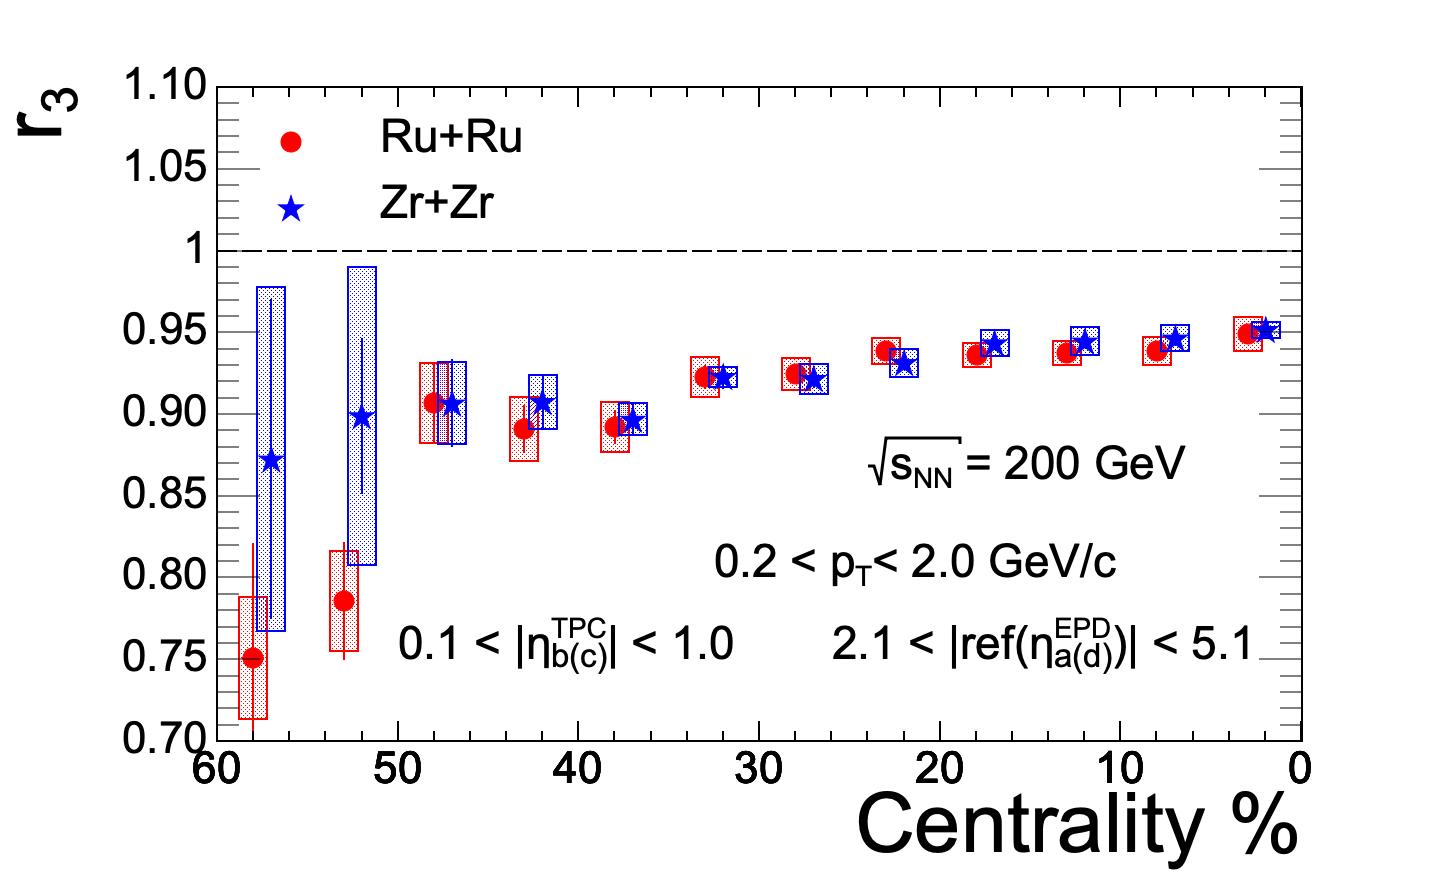 r3
1.10
Ru+Ru
1.05
Zr+Zr
1
0.95
0.90
√sNN = 200 GeV
0.85
0.2 < pT< 2.0 GeV/c
0.80
0.1 < |ηTPCb(c)| < 1.0 2.1 < |ref(ηEPDa(d))| < 5.1
0.75
0.70
60 50 40 30 20 10 0
Centrality %